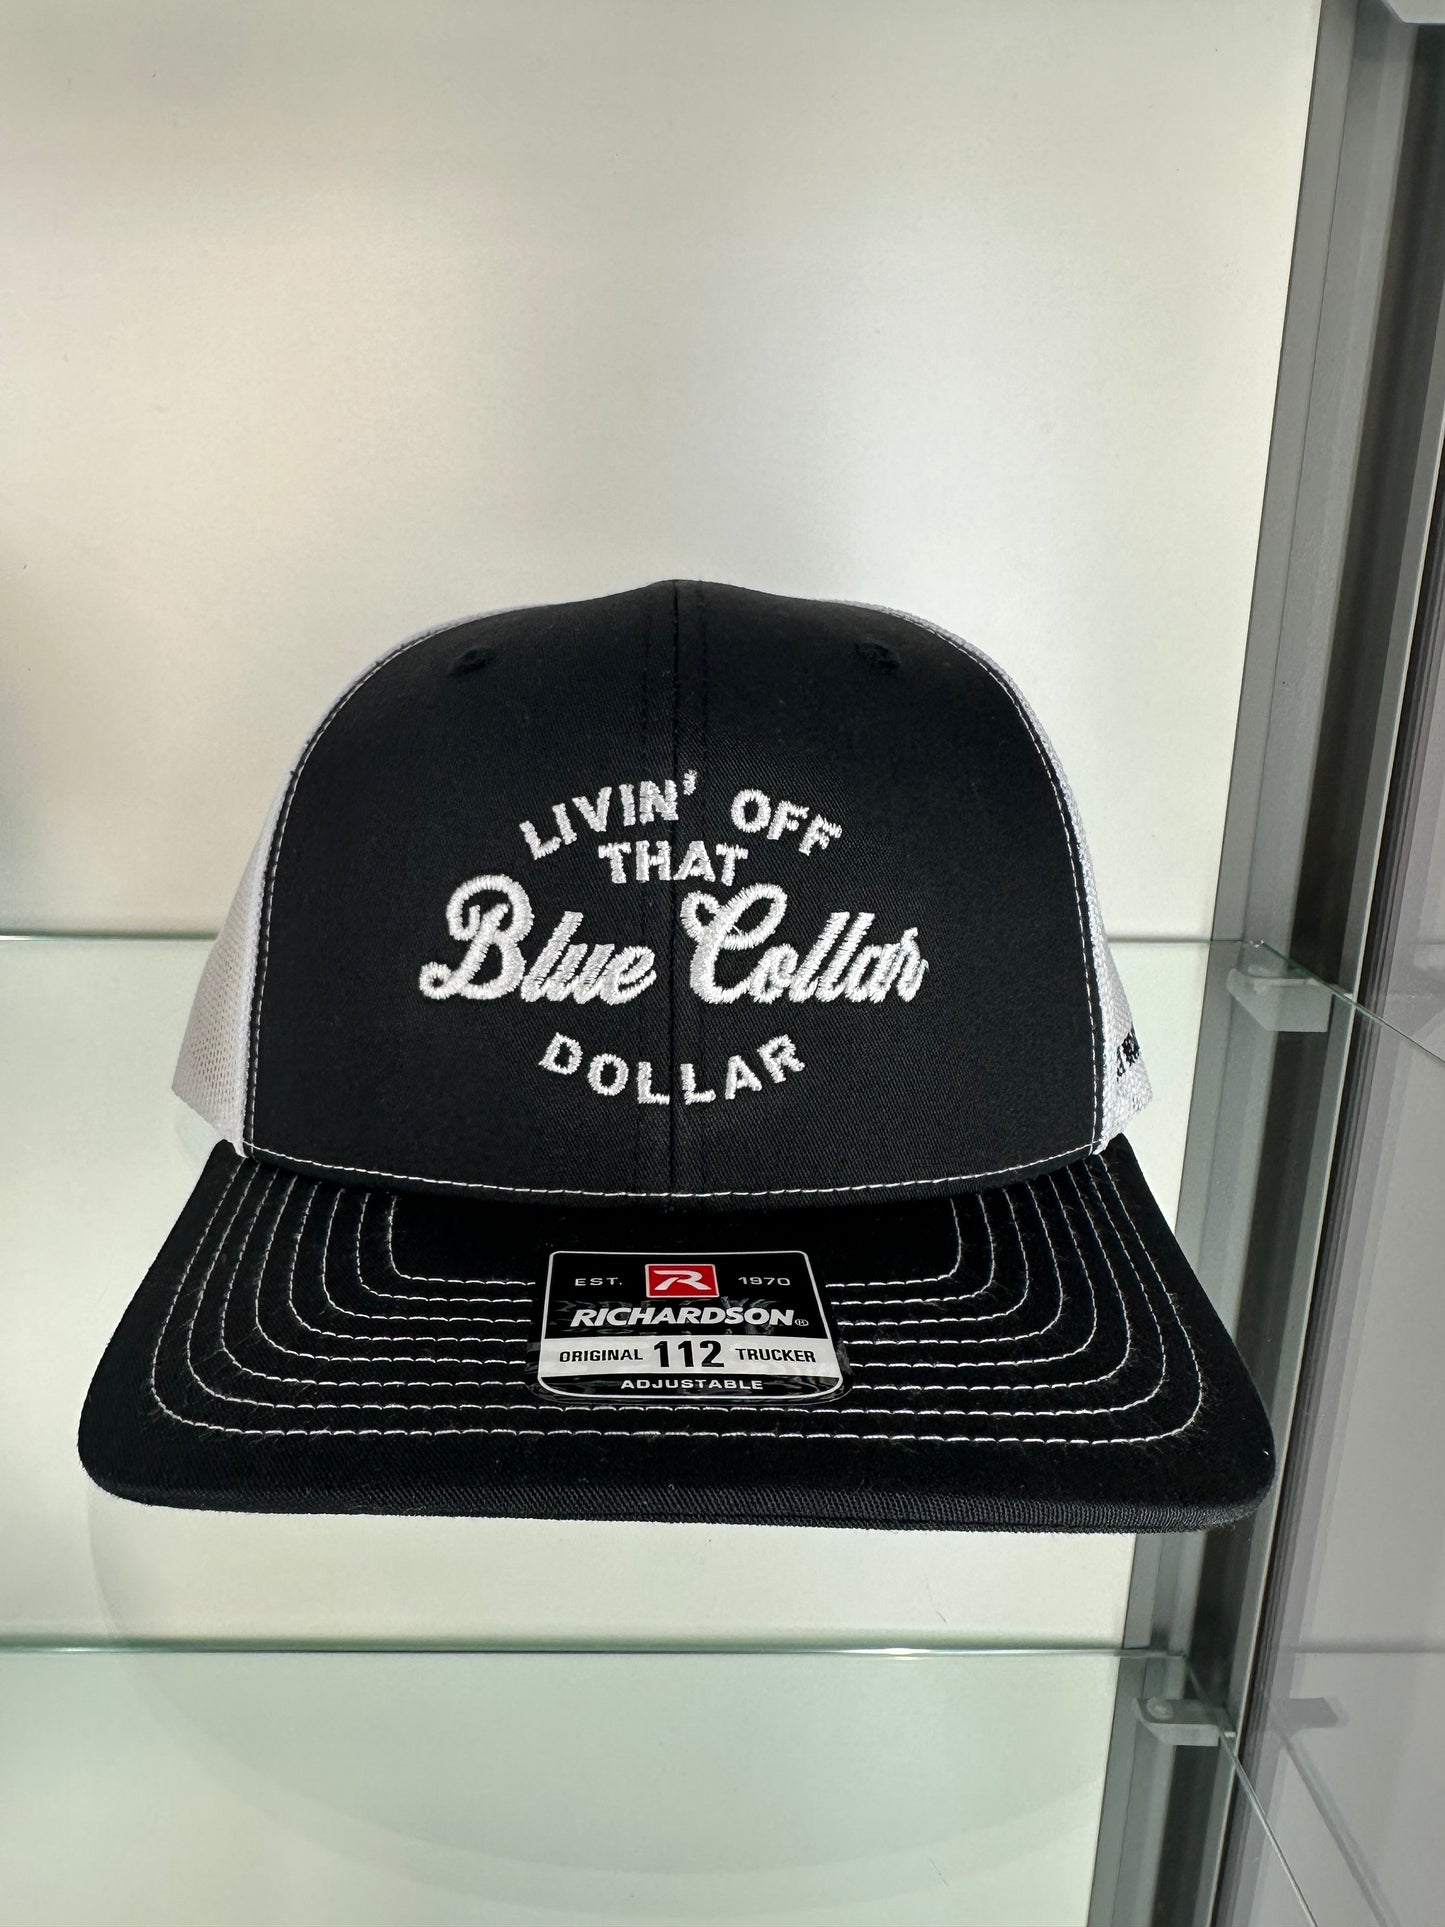 LIVIN' OFF
THAT
Blue Collar
DOLLAR
EST. R 1970
RICHARDSON®
ORIGINAL 112 TRUCKER
ADJUSTABLE